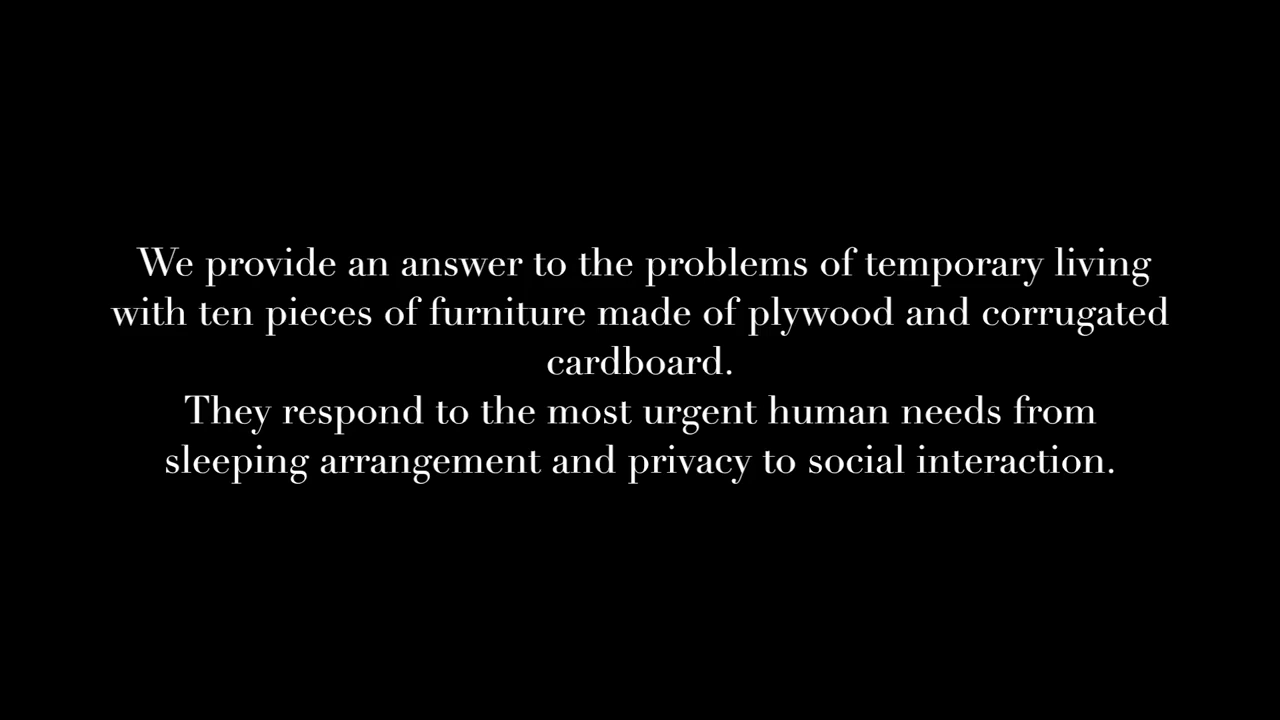 We provide an answer to the problems of temporary living
with ten pieces of furniture made of plywood and corrugated
cardboard.
They respond to the most urgent human needs from
sleeping arrangement and privacy to social interaction.